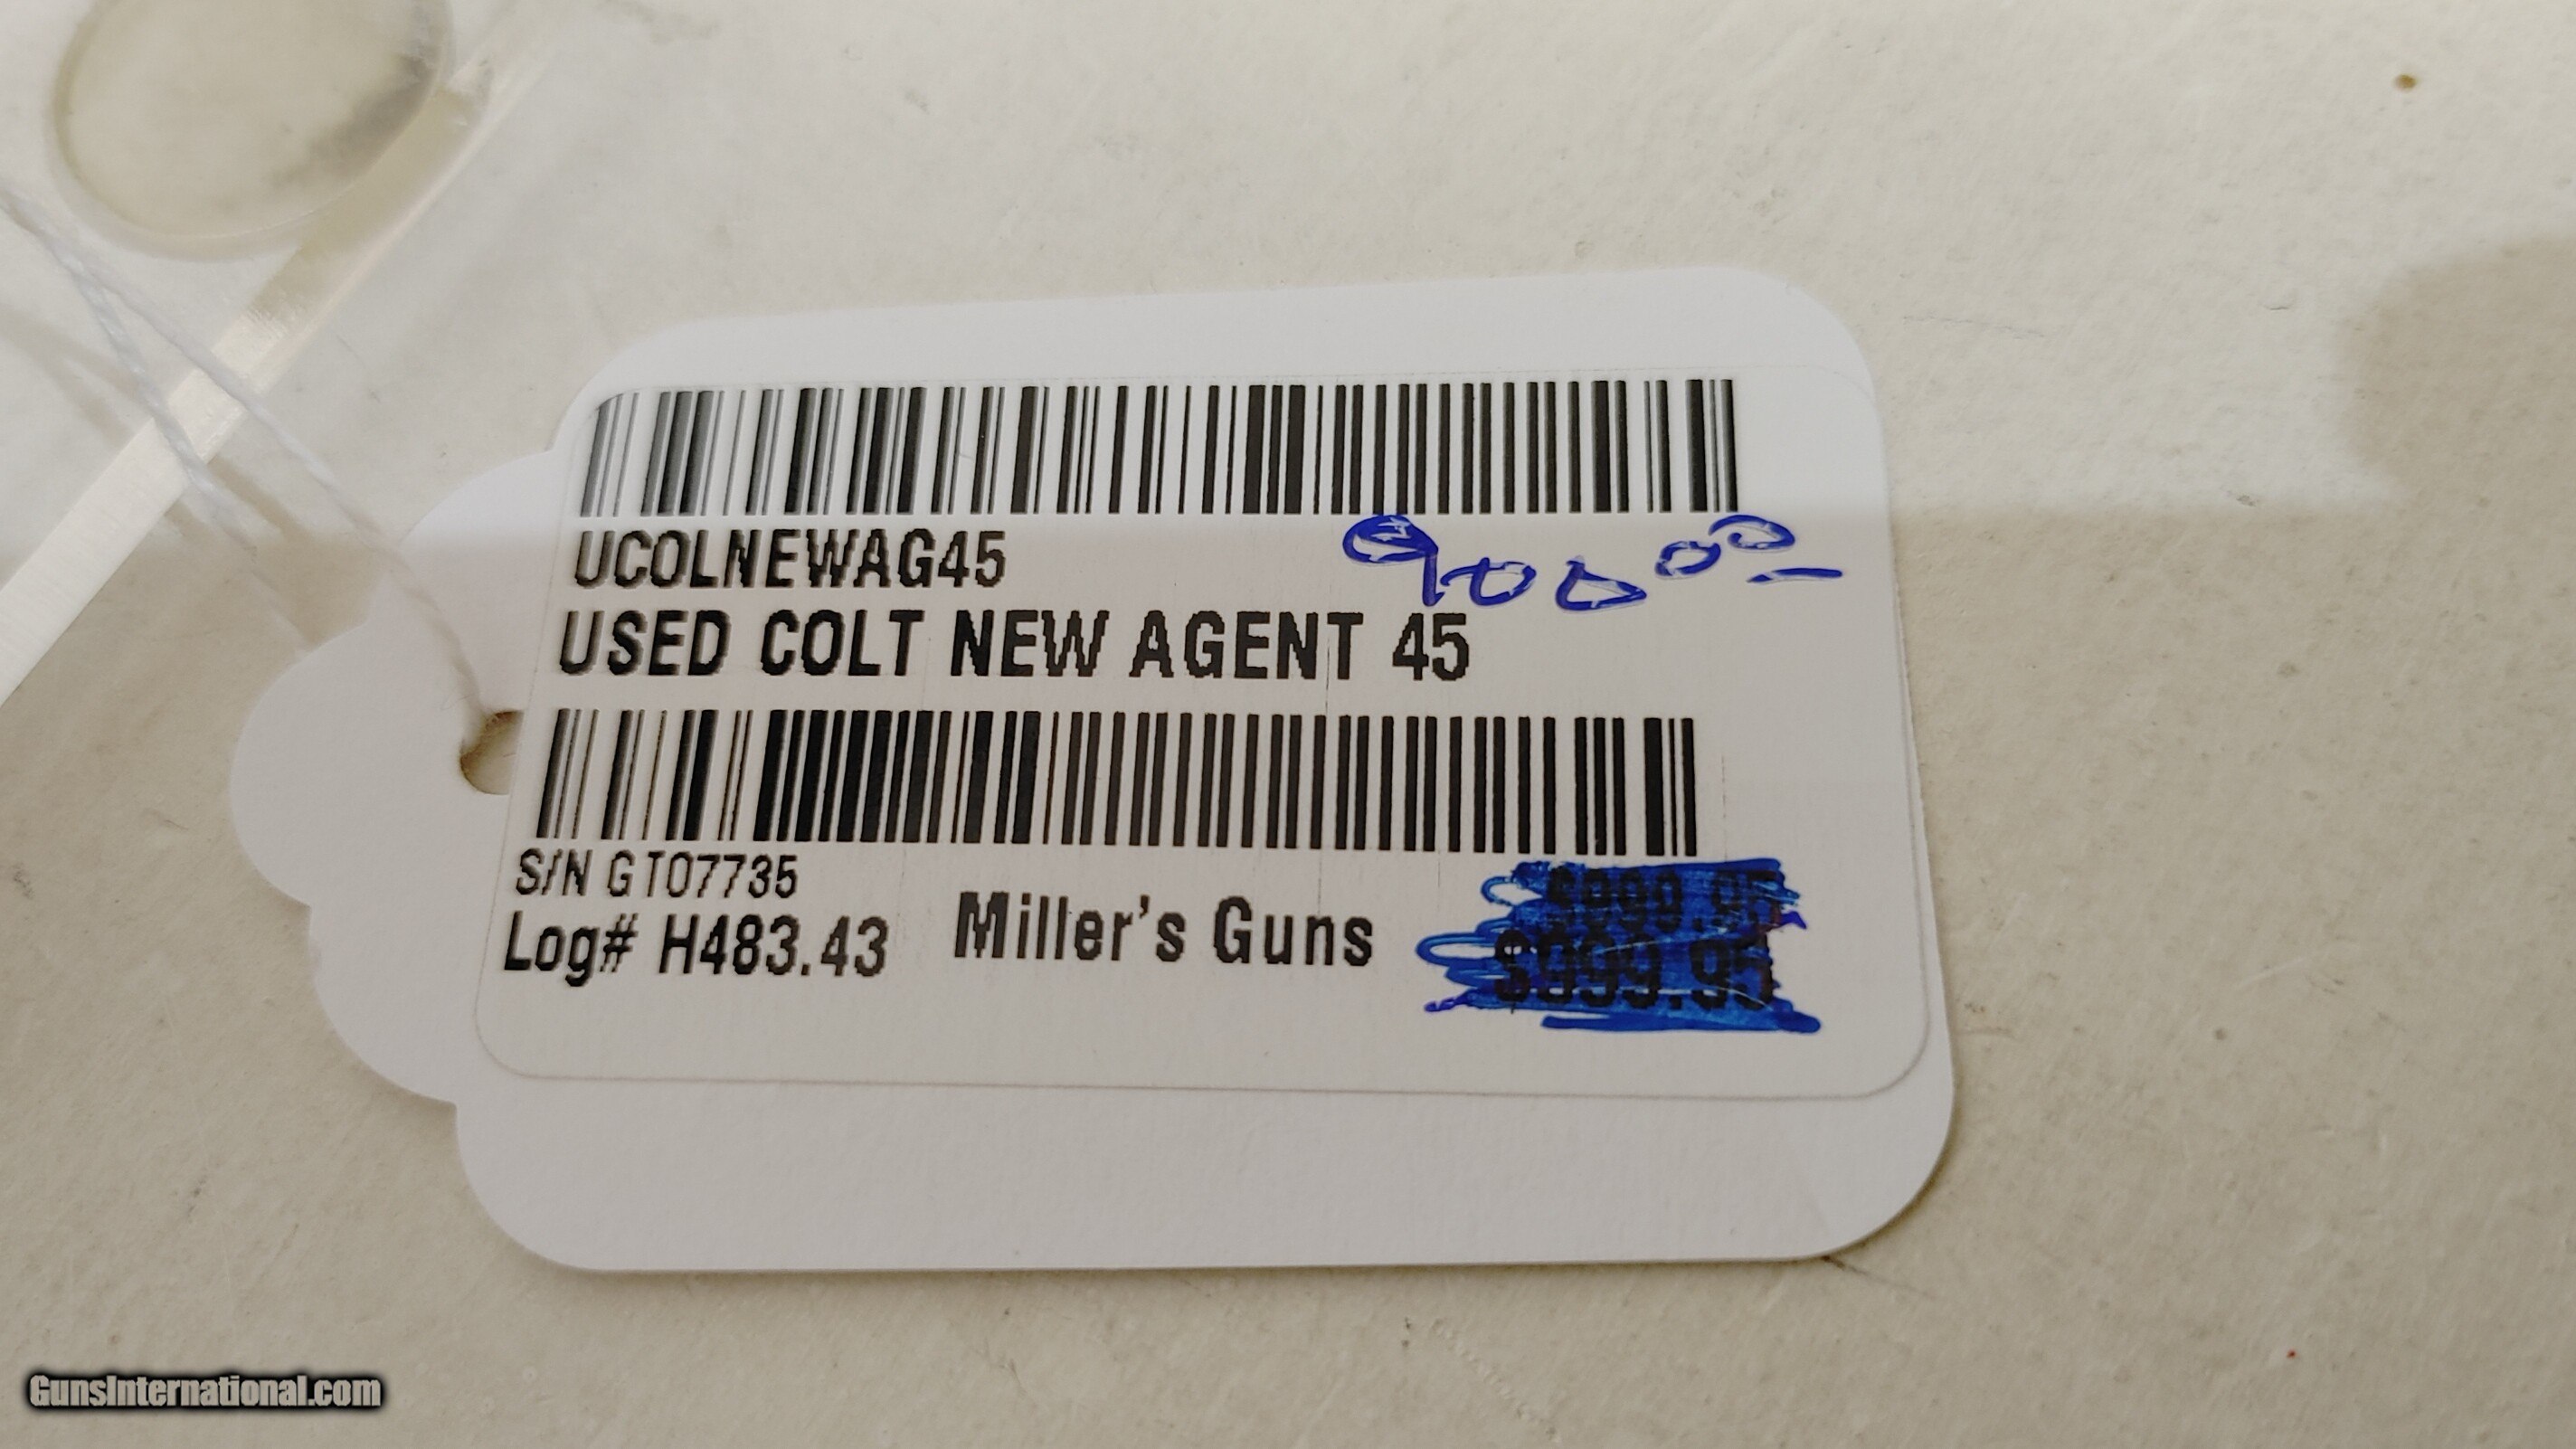 UCOLNEWAG45
900 00
USED COLT NEW AGENT 45
S/N GT07735
Log# H483.43
Miller's Guns
GunsInternational.com